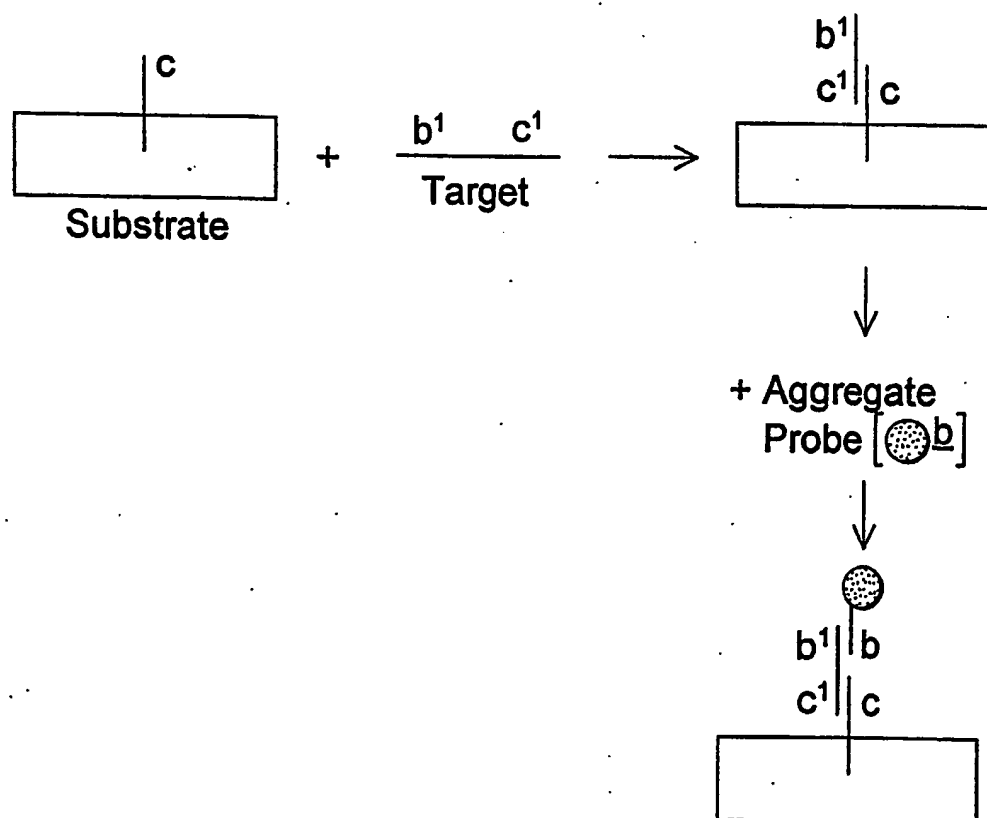 c
Substrate
+
b¹ c¹
Target
b¹
c¹ c
+ Aggregate
Probe [ b ]
b¹ b
c¹ c